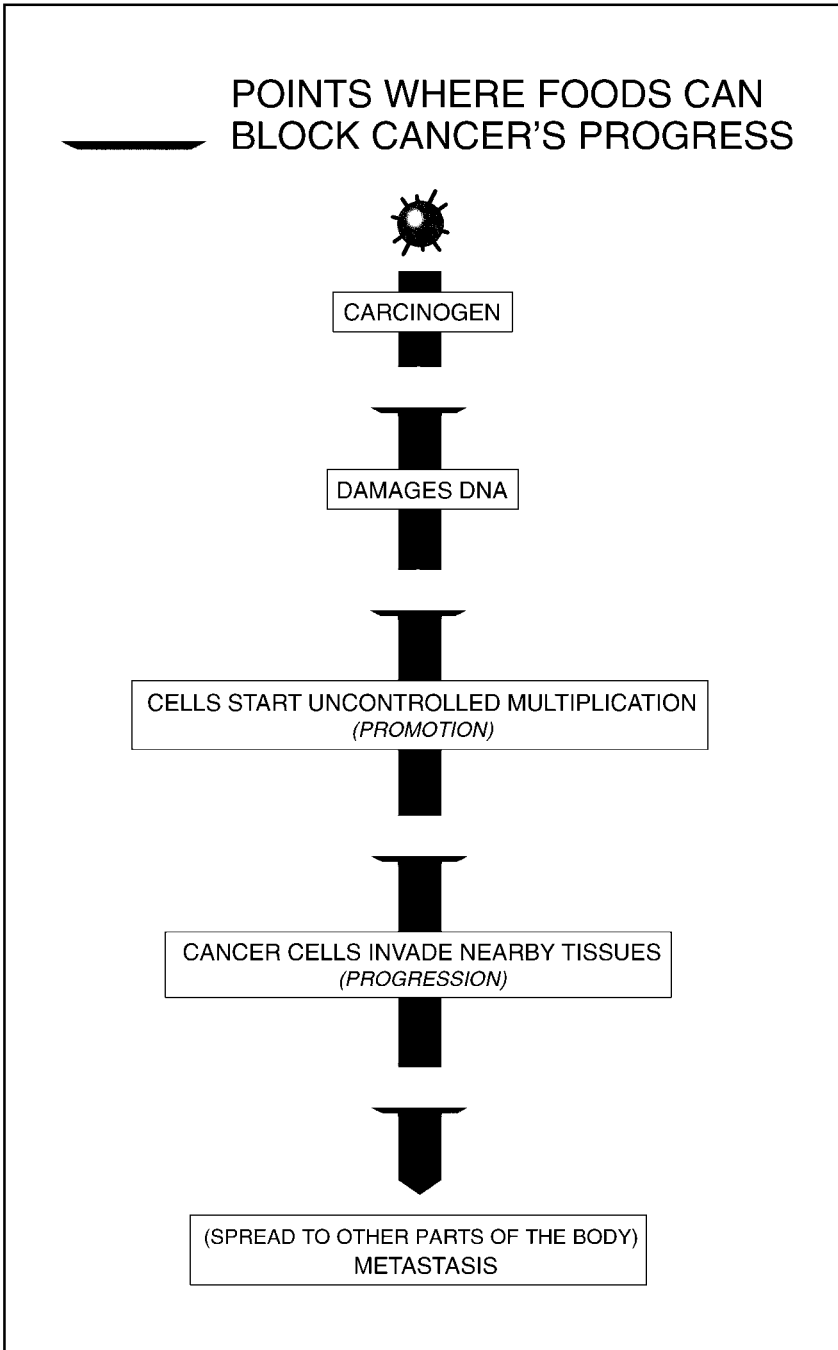 POINTS WHERE FOODS CAN
BLOCK CANCER’S PROGRESS
CARCINOGEN
DAMAGES DNA
CELLS START UNCONTROLLED MULTIPLICATION
(PROMOTION)
CANCER CELLS INVADE NEARBY TISSUES
(PROGRESSION)
(SPREAD TO OTHER PARTS OF THE BODY)
METASTASIS